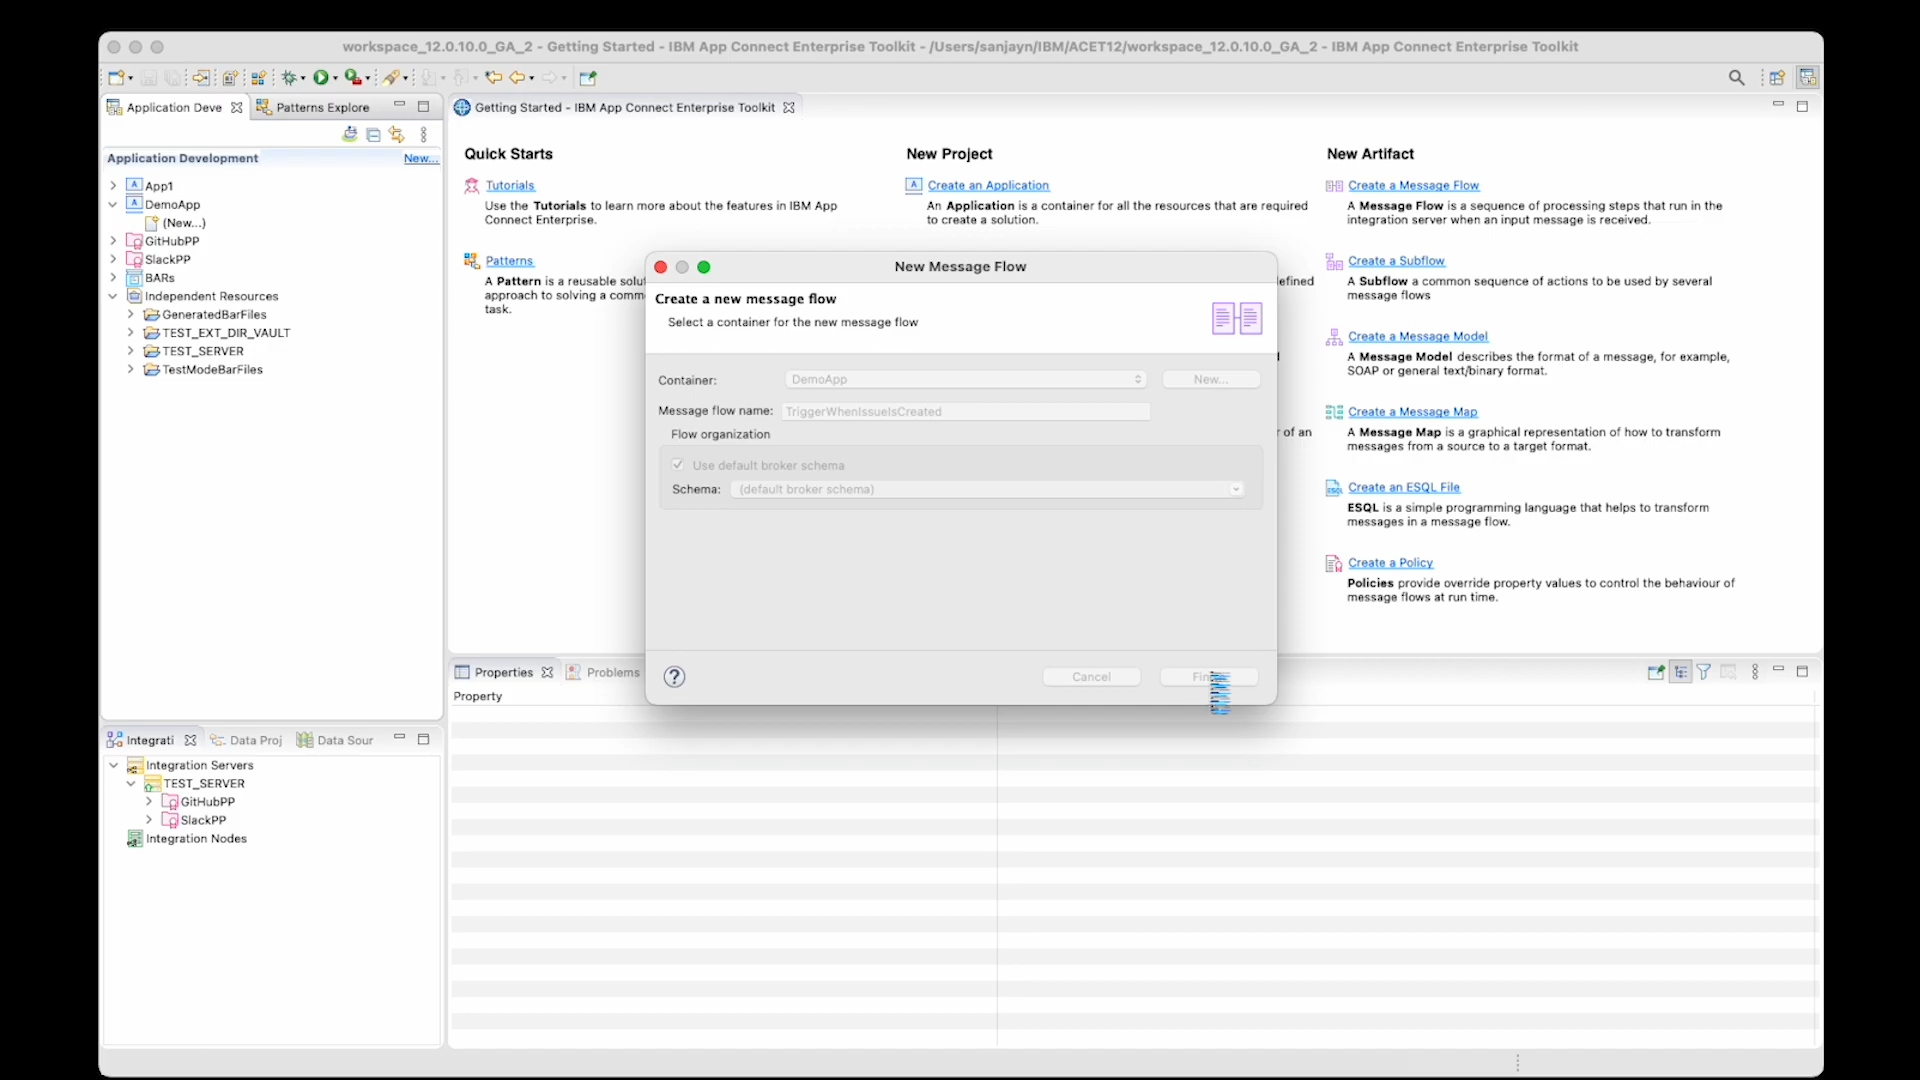 workspace_12.0.10.0_GA_2 - Getting Started - IBM App Connect Enterprise Toolkit - /Users/sanjayn/IBM/ACET12/workspace_12.0.10.0_GA_2 - IBM App Connect Enterprise Toolkit
Application Deve
Patterns Explore
Getting Started - IBM App Connect Enterprise Toolkit
Application Development
New...
App1
DemoApp
(New...)
GitHubPP
SlackPP
BARs
Independent Resources
GeneratedBarFiles
TEST_EXT_DIR_VAULT
TEST_SERVER
TestModeBarFiles
Quick Starts
Tutorials
Use the Tutorials to learn more about the features in IBM App
Connect Enterprise.
Patterns
A Pattern is a reusable solu
approach to solving a comm
task.
New Project
Create an Application
An Application is a container for all the resources that are required
to create a solution.
efined
r of an
New Artifact
Create a Message Flow
A Message Flow is a sequence of processing steps that run in the
integration server when an input message is received.
Create a Subflow
A Subflow a common sequence of actions to be used by several
message flows
Create a Message Model
A Message Model describes the format of a message, for example,
SOAP or general text/binary format.
Create a Message Map
A Message Map is a graphical representation of how to transform
messages from a source to a target format.
Create an ESQL File
ESQL is a simple programming language that helps to transform
messages in a message flow.
Create a Policy
Policies provide override property values to control the behaviour of
message flows at run time.
New Message Flow
Create a new message flow
Select a container for the new message flow
Container:
DemoApp
New...
Message flow name:
TriggerWhenIssueIsCreated
Flow organization
Use default broker schema
Schema:
(default broker schema)
Cancel
Properties
Problems
Property
Integrati
Data Proj
Data Sour
Integration Servers
TEST_SERVER
GitHubPP
SlackPP
Integration Nodes